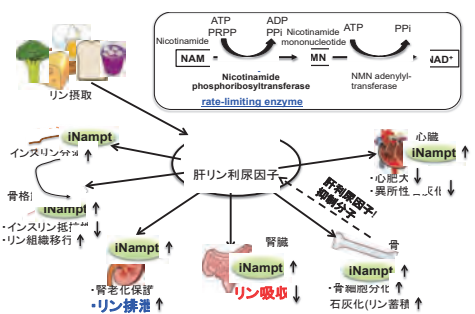 ATP
PRPP
ADP
PPi
Nicotinamide
mononucleotide
ATP
PPi
Nicotinamide
NAM
MN
NAD⁺
Nicotinamide
phosphoribosyltransferase
NMN adenylyl-
transferase
rate-limiting enzyme
リン摂取
iNampt
インスリン分
↑
肝リン利尿因子
心臓
iNampt ↑
・心肥大 ↓
・異所性 灰化 ↓
骨格
iNampt ↑
・インスリン抵抗 ↓
・リン組織移行 ↑
肝利尿因子
抑制分子
iNampt ↑
・腎老化保護
・リン排泄 ↑
腎臓
iNampt ↑
リン吸収 ↓
骨
iNampt ↑
・骨細胞分化 ↑
石灰化(リン蓄積 ↑